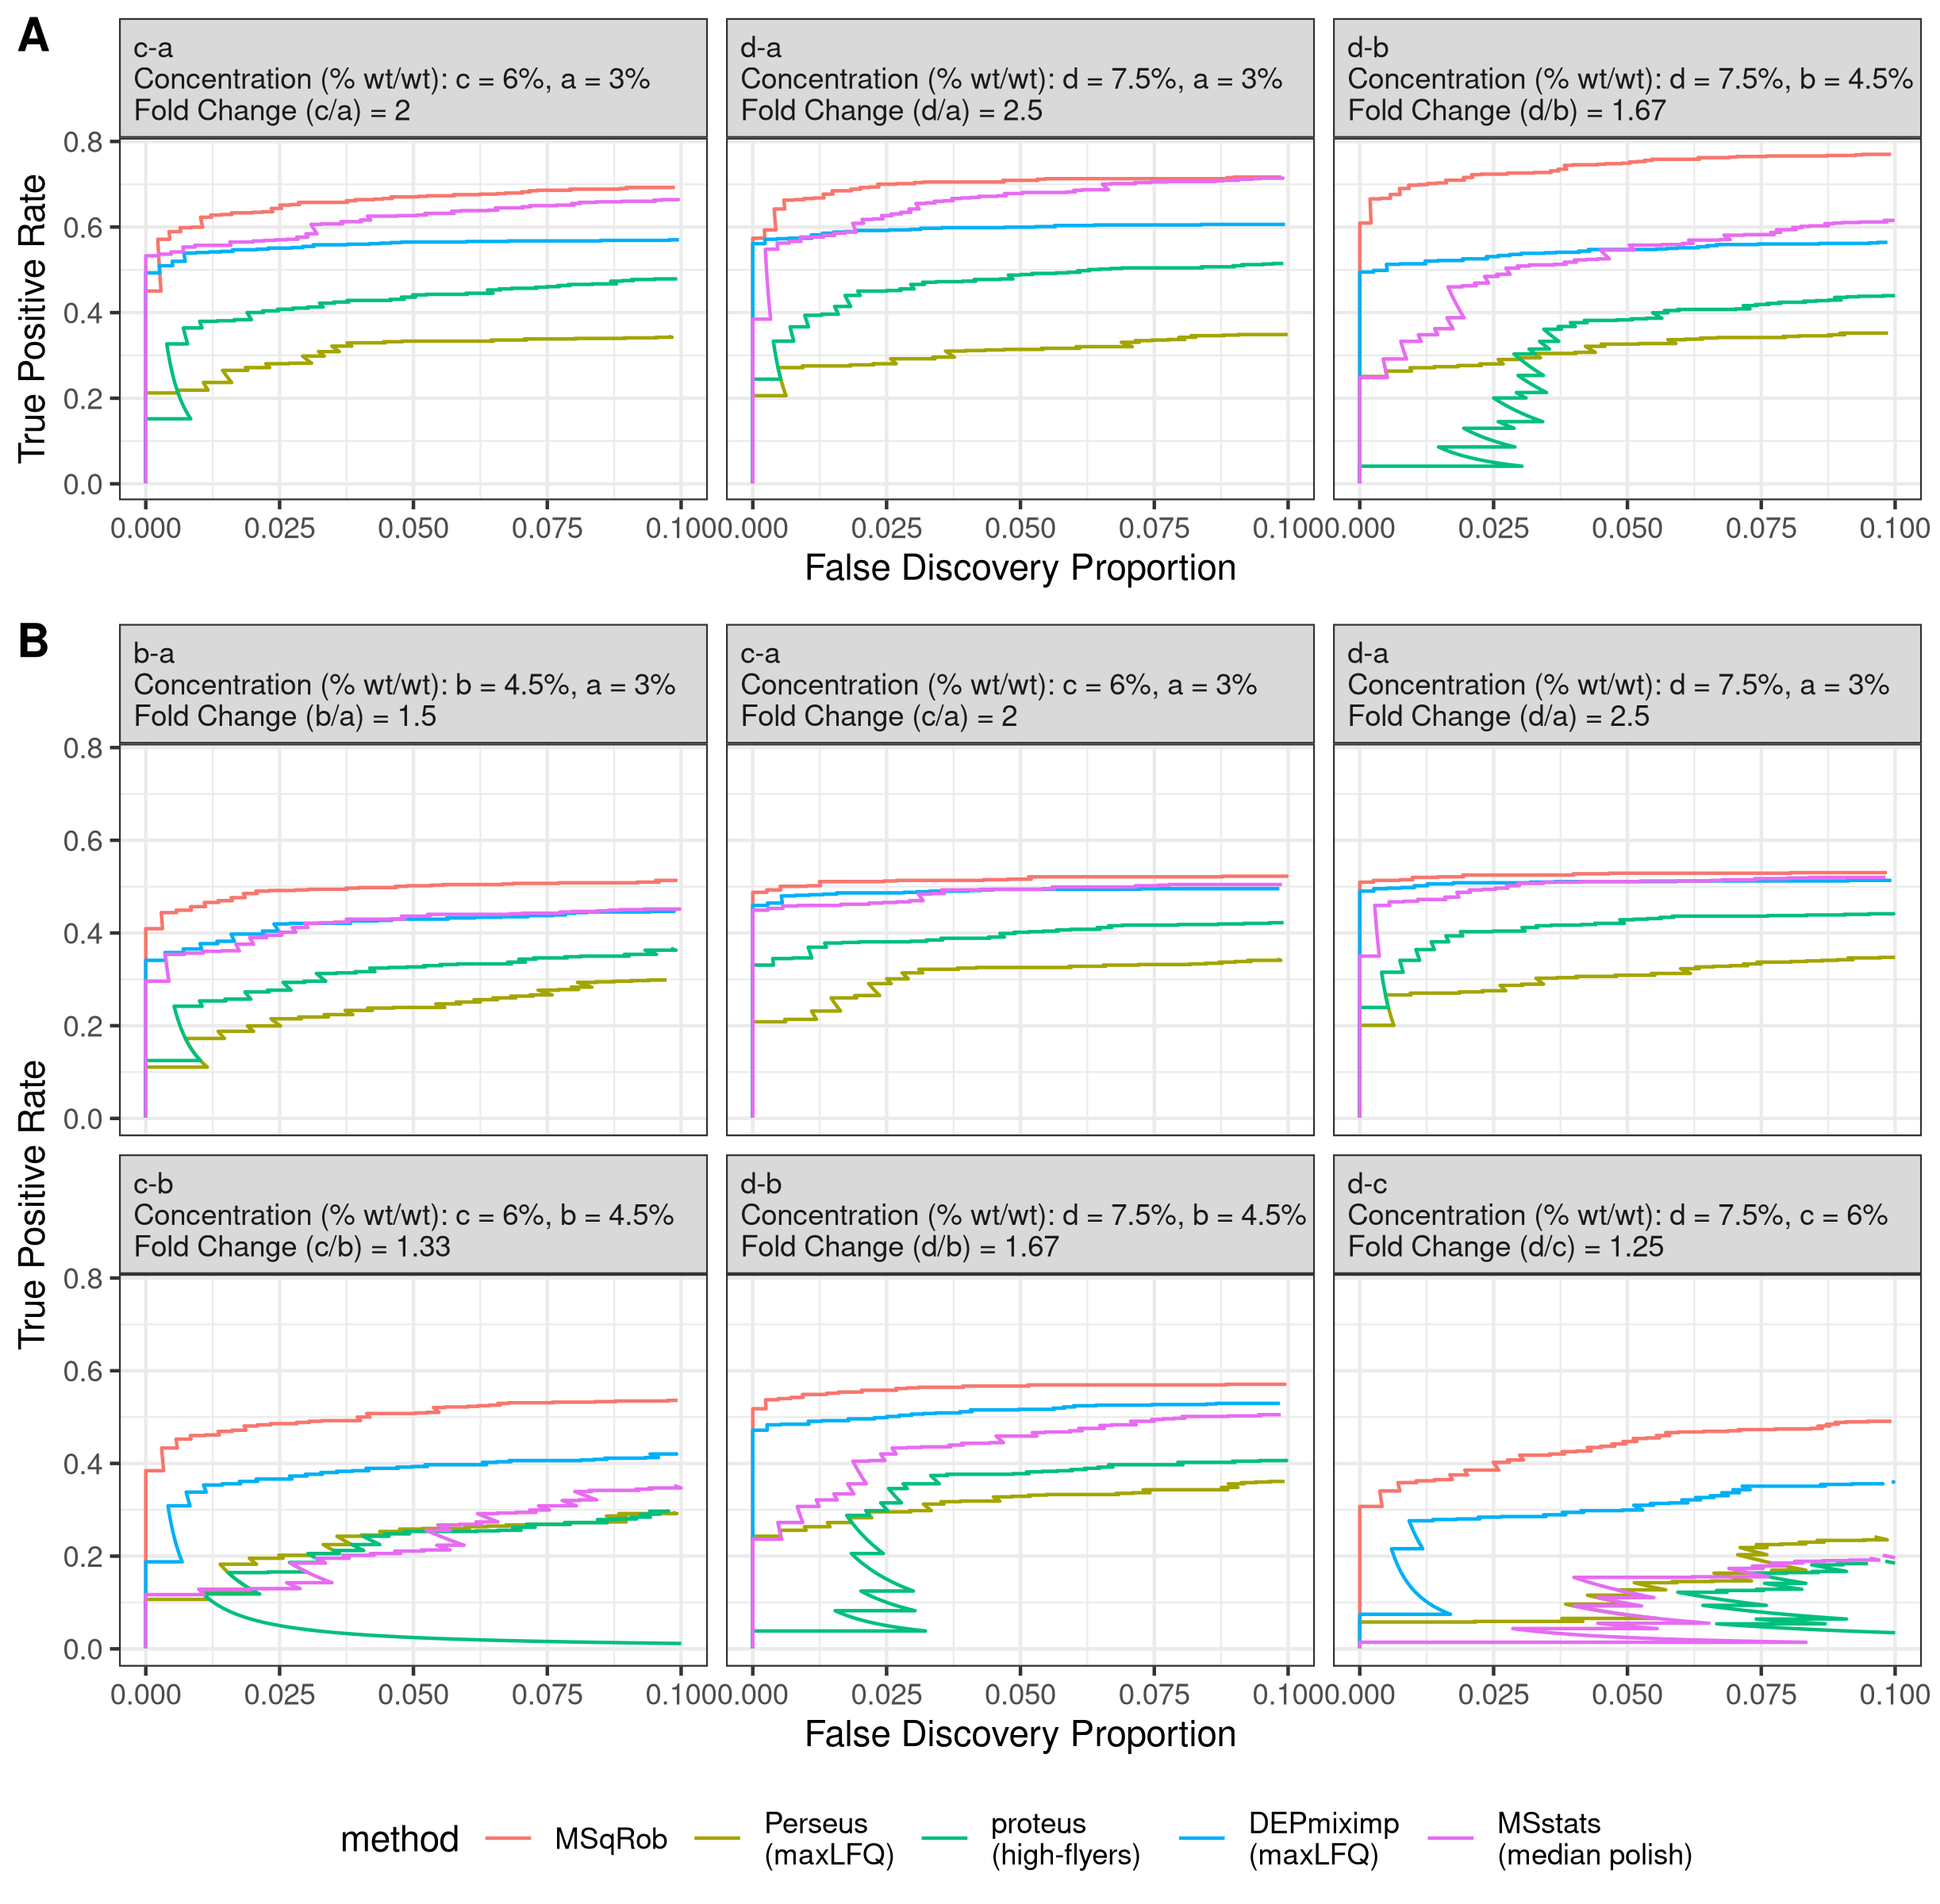 A
c-a
Concentration (% wt/wt): c = 6%, a = 3%
Fold Change (c/a) = 2
d-a
Concentration (% wt/wt): d = 7.5%, a = 3%
Fold Change (d/a) = 2.5
d-b
Concentration (% wt/wt): d = 7.5%, b = 4.5%
Fold Change (d/b) = 1.67
True Positive Rate
0.8
0.6
0.4
0.2
0.0
0.000 0.025 0.050 0.075 0.100
0.000 0.025 0.050 0.075 0.100
0.000 0.025 0.050 0.075 0.100
False Discovery Proportion
B
b-a
Concentration (% wt/wt): b = 4.5%, a = 3%
Fold Change (b/a) = 1.5
c-a
Concentration (% wt/wt): c = 6%, a = 3%
Fold Change (c/a) = 2
d-a
Concentration (% wt/wt): d = 7.5%, a = 3%
Fold Change (d/a) = 2.5
True Positive Rate
0.8
0.6
0.4
0.2
0.0
c-b
Concentration (% wt/wt): c = 6%, b = 4.5%
Fold Change (c/b) = 1.33
d-b
Concentration (% wt/wt): d = 7.5%, b = 4.5%
Fold Change (d/b) = 1.67
d-c
Concentration (% wt/wt): d = 7.5%, c = 6%
Fold Change (d/c) = 1.25
0.8
0.6
0.4
0.2
0.0
0.000 0.025 0.050 0.075 0.100
0.000 0.025 0.050 0.075 0.100
0.000 0.025 0.050 0.075 0.100
False Discovery Proportion
method
MSqRob
Perseus
(maxLFQ)
proteus
(high-flyers)
DEPmiximp
(maxLFQ)
MSstats
(median polish)